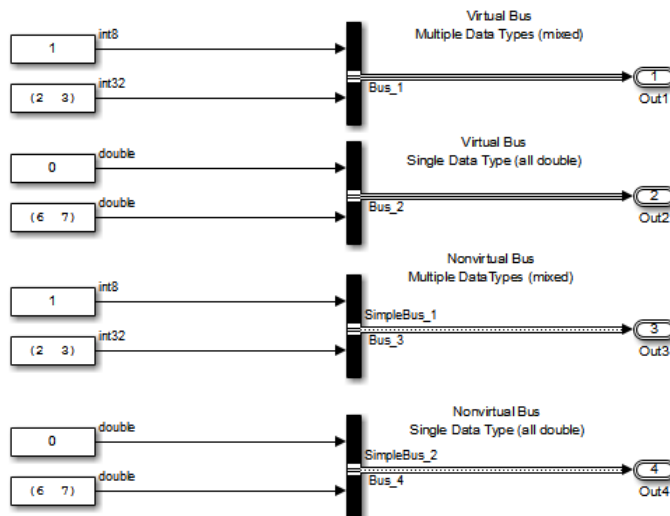 Virtual Bus
Multiple Data Types (mixed)
1
int8
(2 3)
int32
Bus_1
1
Out1
Virtual Bus
Single Data Type (all double)
0
double
(6 7)
double
Bus_2
2
Out2
Nonvirtual Bus
Multiple DataTypes (mixed)
1
int8
(2 3)
int32
SimpleBus_1
Bus_3
3
Out3
Nonvirtual Bus
Single Data Type (all double)
0
double
(6 7)
double
SimpleBus_2
Bus_4
4
Out4